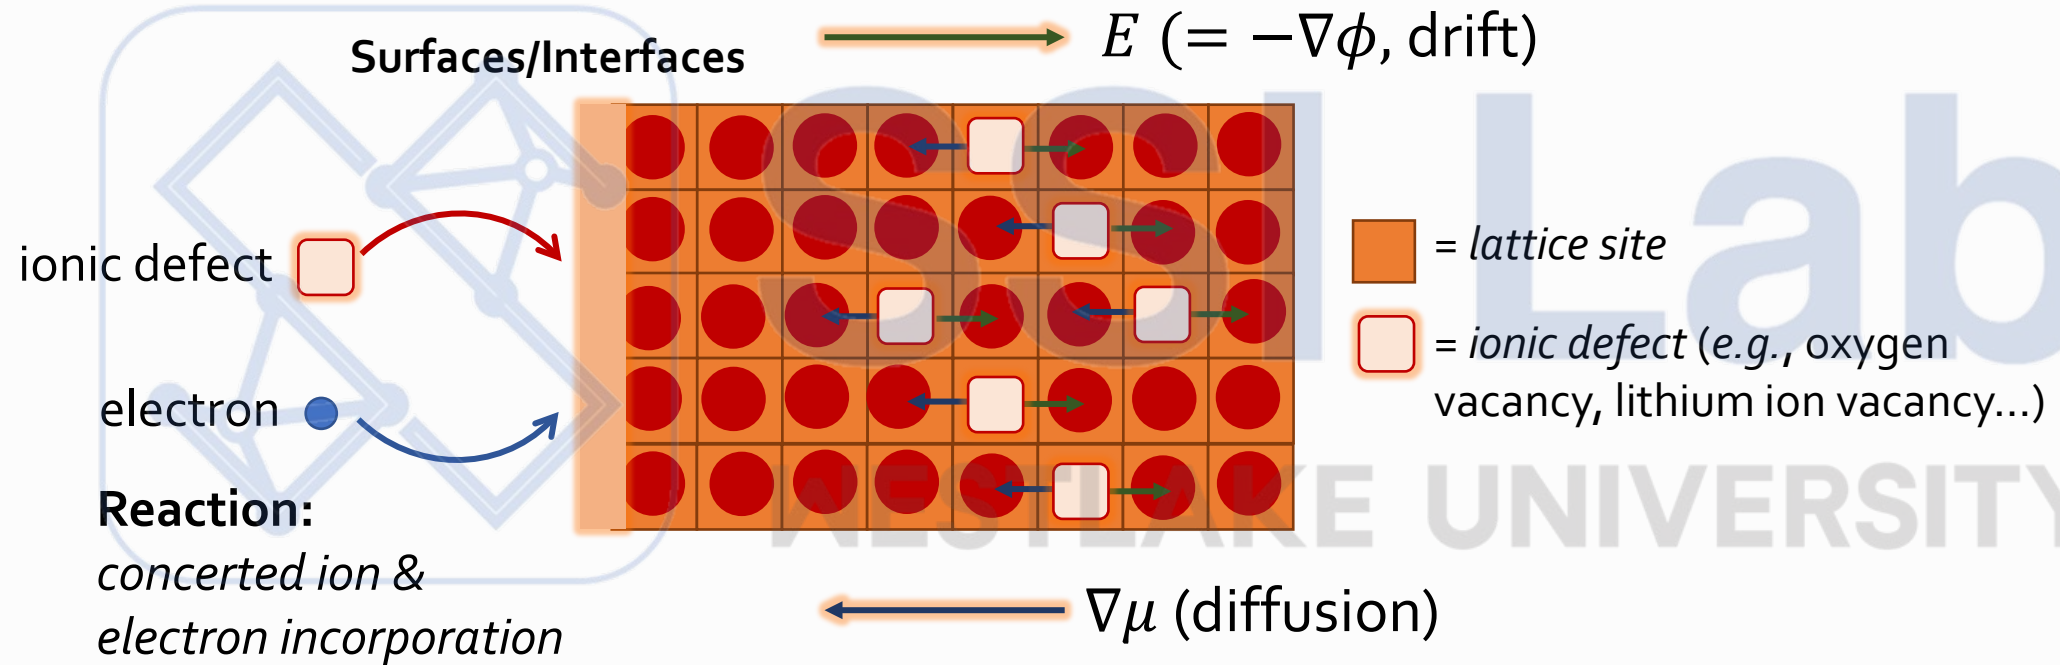 Surfaces/Interfaces
E (= −∇ϕ, drift)
ionic defect
electron
Reaction:
concerted ion &
electron incorporation
= lattice site
= ionic defect (e.g., oxygen
vacancy, lithium ion vacancy...)
∇μ (diffusion)
SSI Lab
WESTLAKE UNIVERSITY